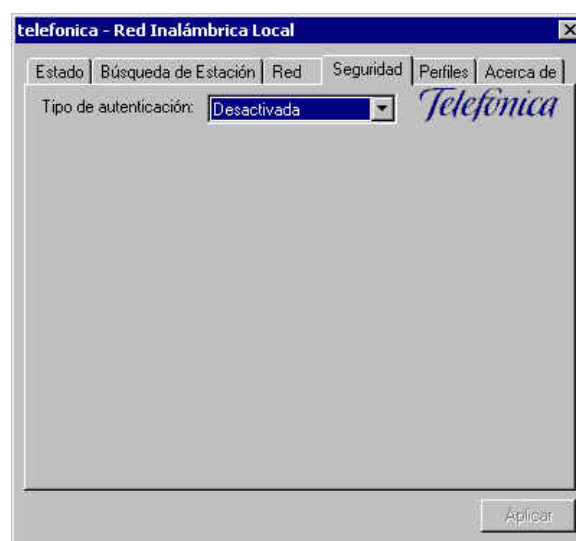 telefonica - Red Inalámbrica Local
Estado Búsqueda de Estación Red Seguridad Perfiles Acerca de
Tipo de autenticación: Desactivada Telefónica
Aplicar